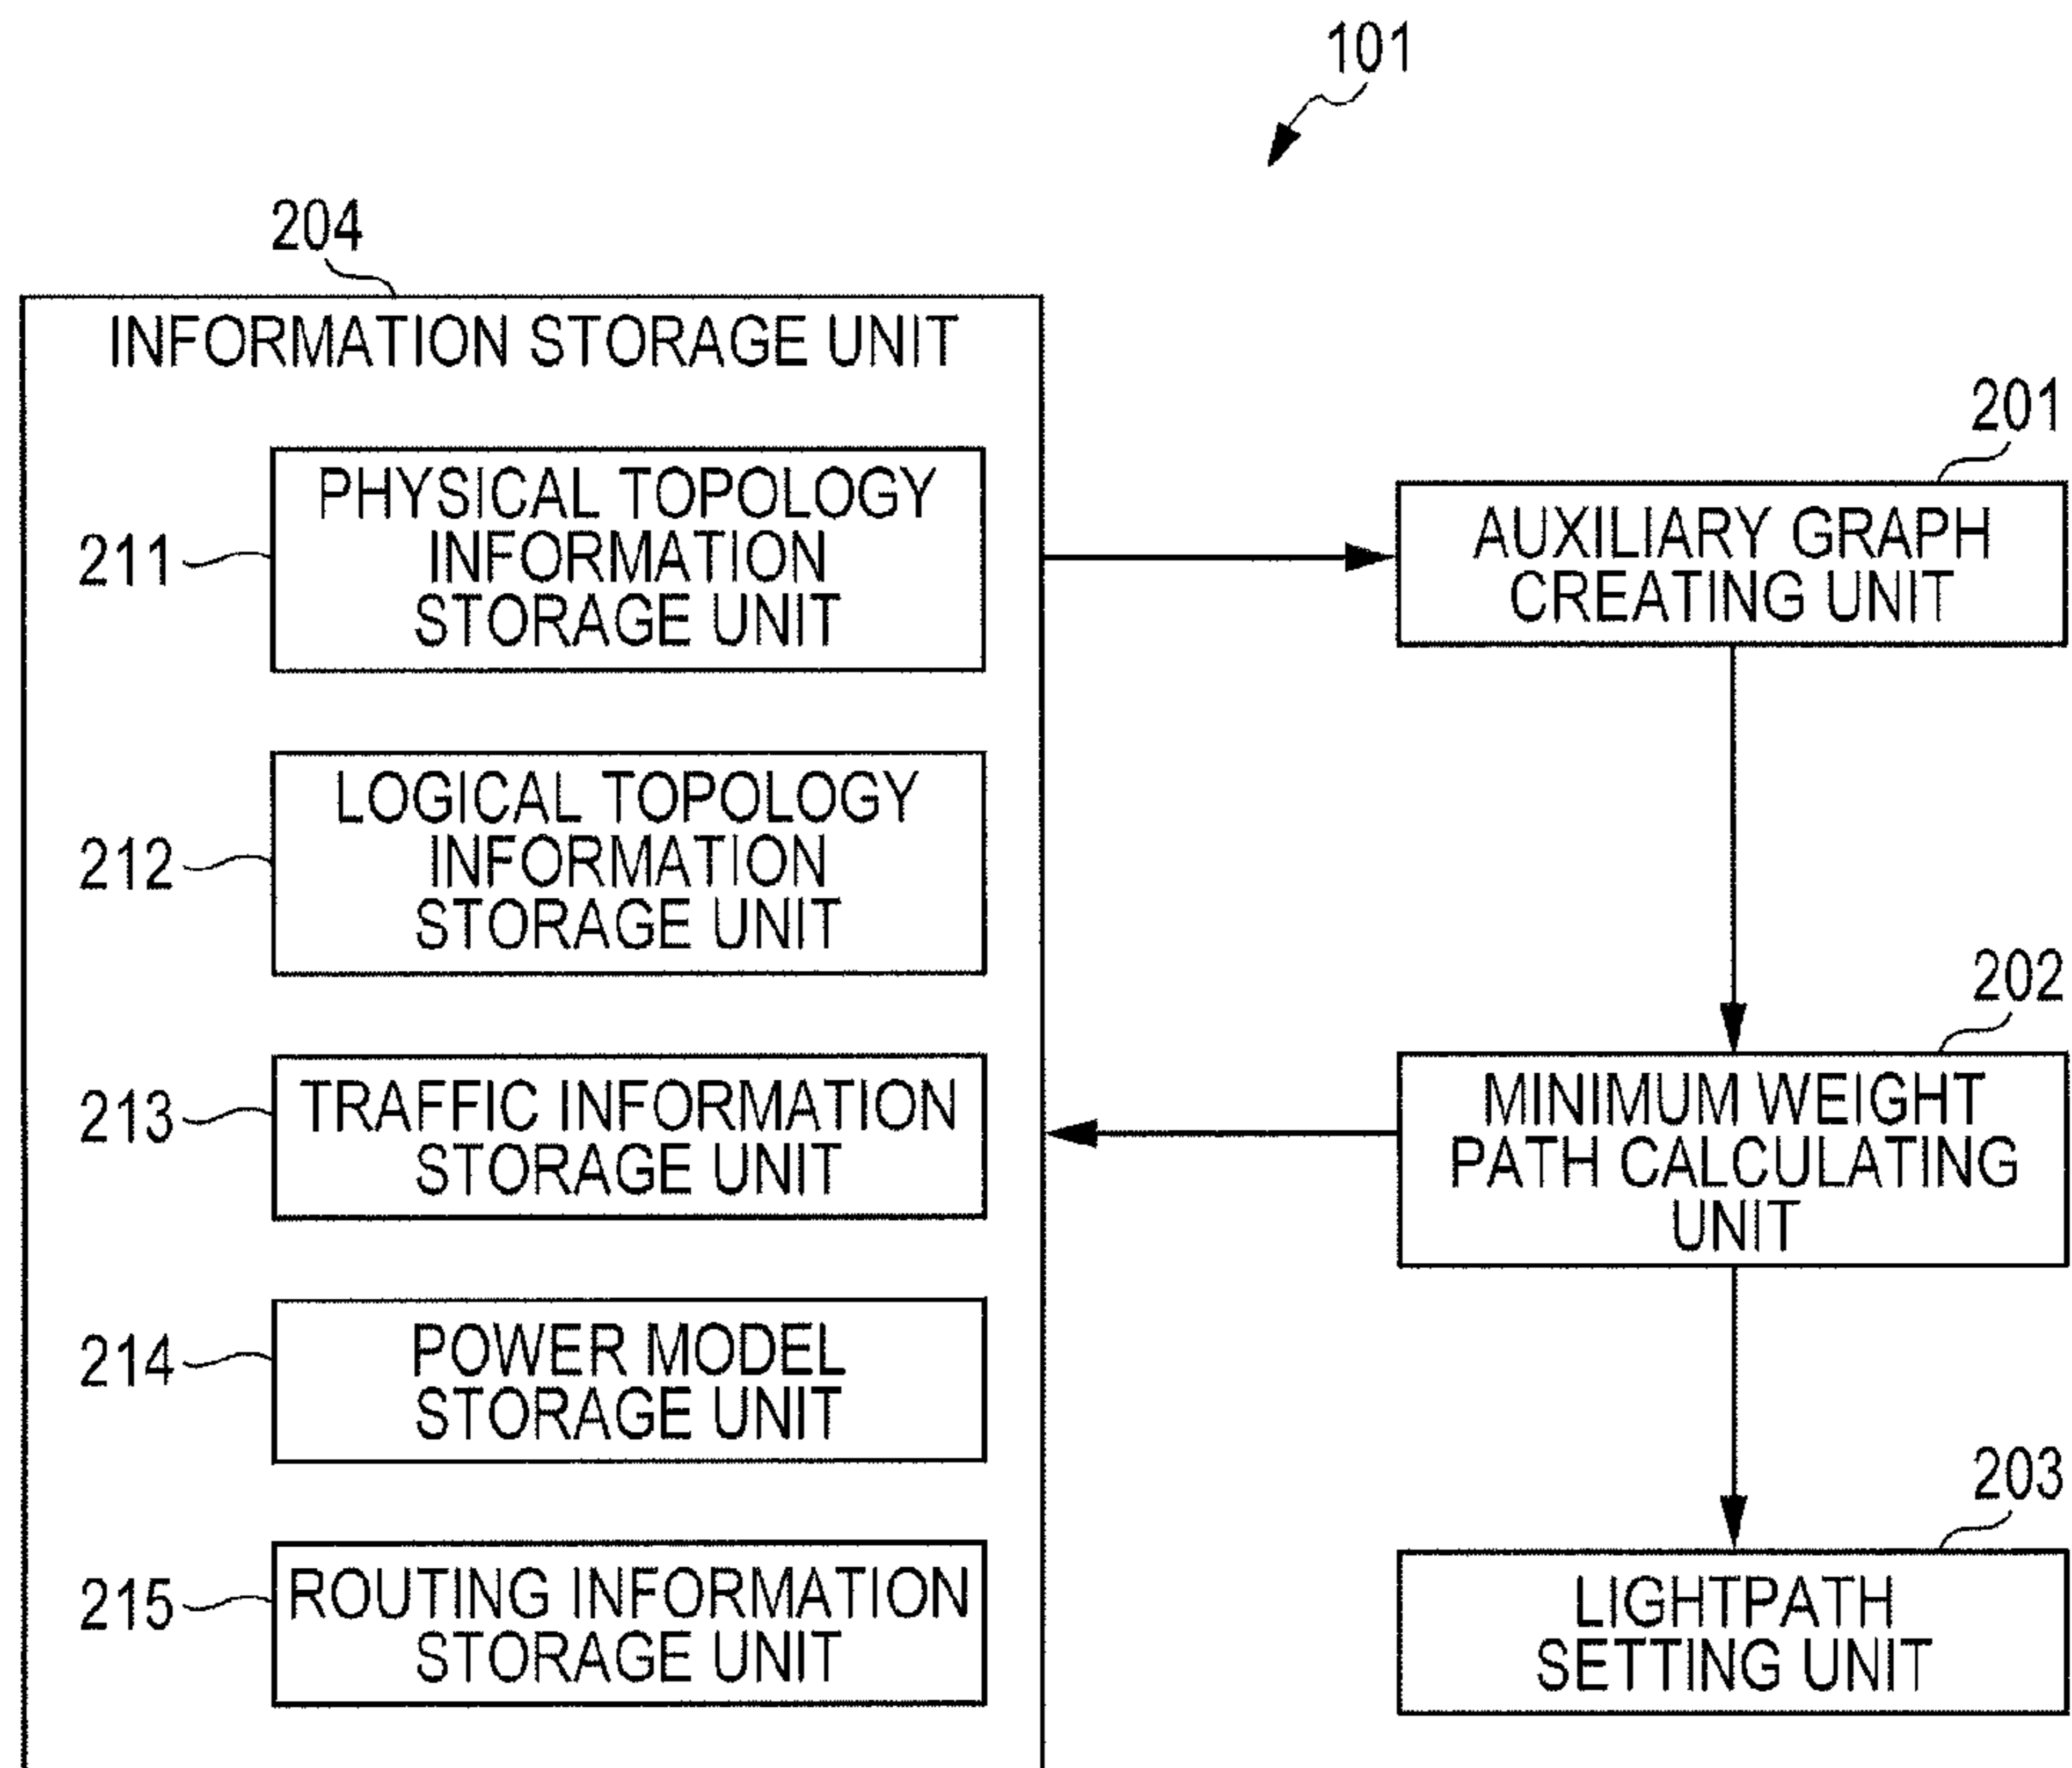 101
204
INFORMATION STORAGE UNIT
211
PHYSICAL TOPOLOGY
INFORMATION
STORAGE UNIT
212
LOGICAL TOPOLOGY
INFORMATION
STORAGE UNIT
213
TRAFFIC INFORMATION
STORAGE UNIT
214
POWER MODEL
STORAGE UNIT
215
ROUTING INFORMATION
STORAGE UNIT
201
AUXILIARY GRAPH
CREATING UNIT
202
MINIMUM WEIGHT
PATH CALCULATING
UNIT
203
LIGHTPATH
SETTING UNIT